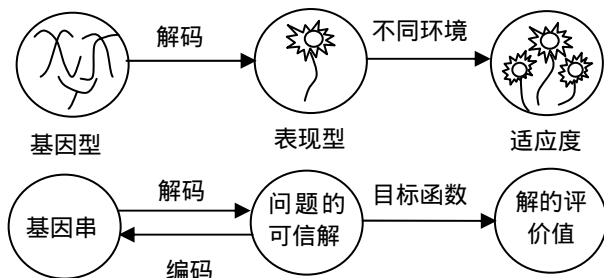 解码
不同环境
基因型
表现型
适应度
基因串
解码
编码
问题的
可信解
目标函数
解的评
价值